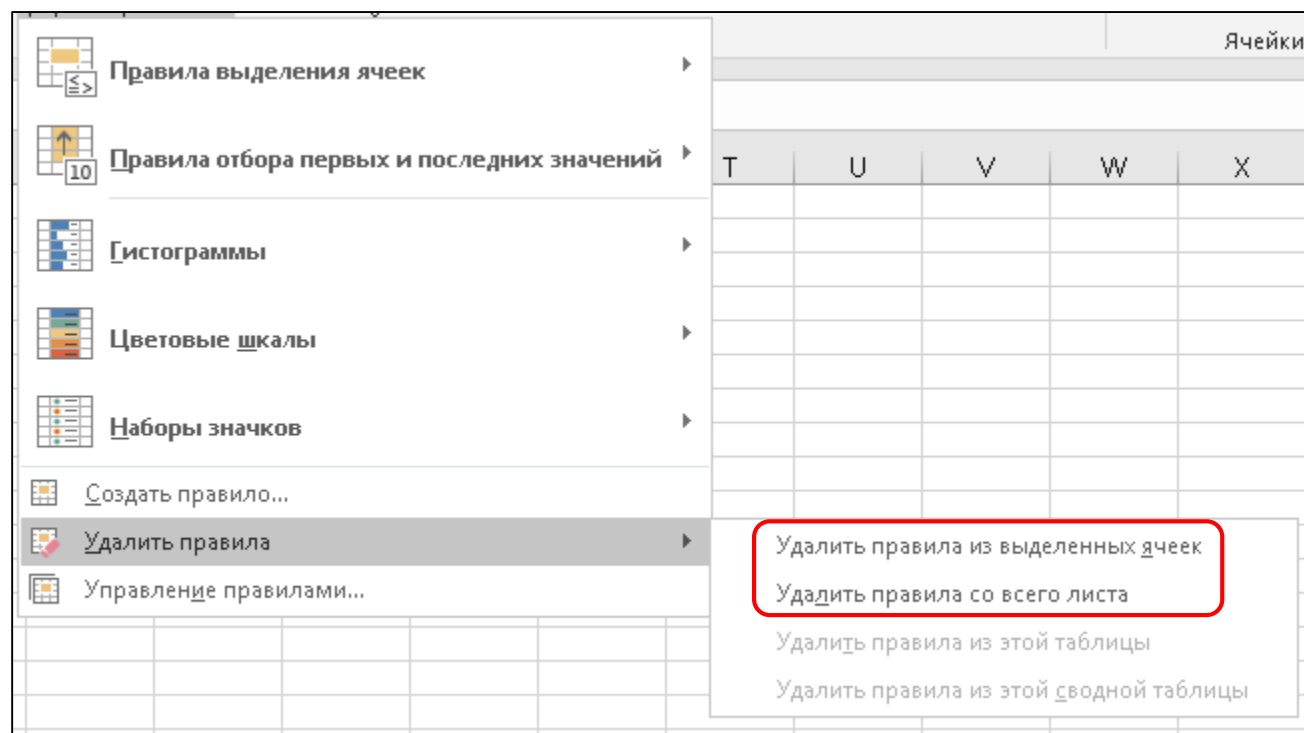 Ячейки
Правила выделения ячеек
Правила отбора первых и последних значений
T U V W X
Гистограммы
Цветовые шкалы
Наборы значков
Создать правило...
Удалить правила
Управление правилами...
Удалить правила из выделенных ячеек
Удалить правила со всего листа
Удалить правила из этой таблицы
Удалить правила из этой сводной таблицы